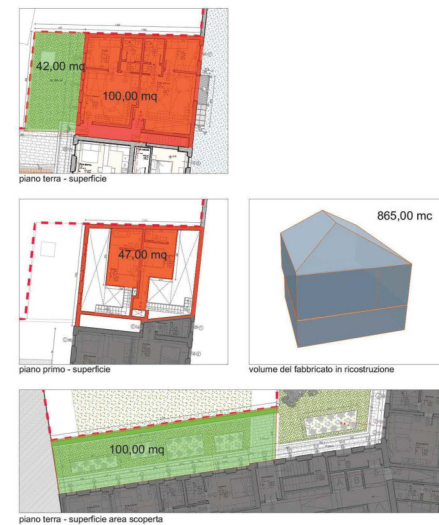 42,00 mq
100,00 mq
piano terra - superficie
47,00 mq
piano primo - superficie
865,00 mc
volume del fabbricato in ricostruzione
100,00 mq
piano terra - superficie area scoperta